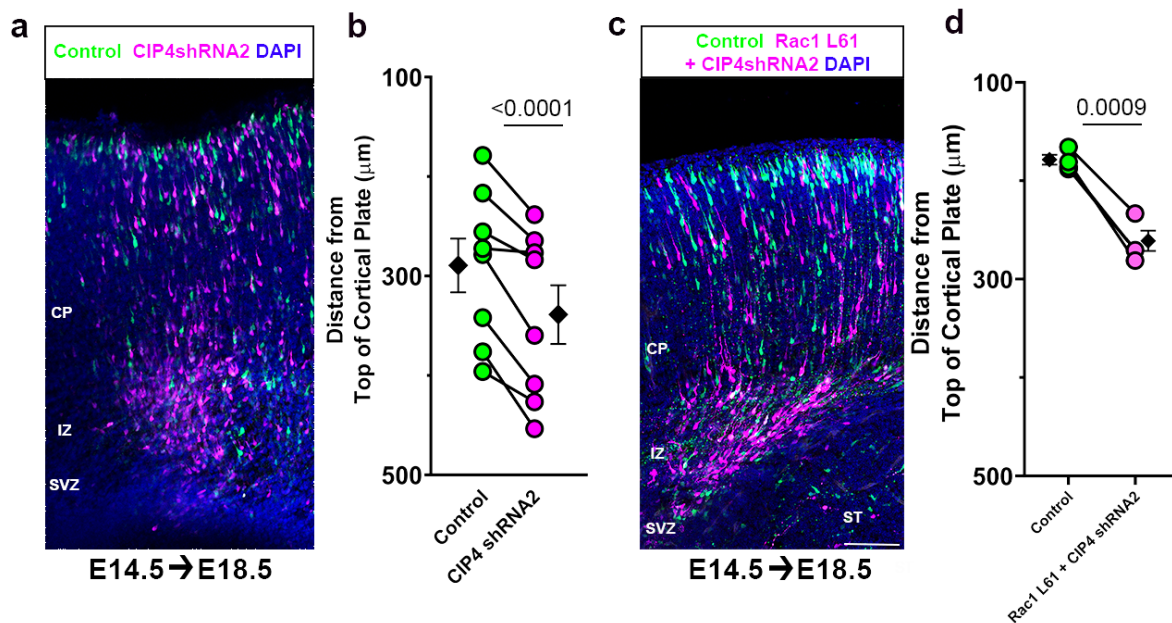 a
Control CIP4shRNA2 DAPI
CP
IZ
SVZ
E14.5→E18.5
b
Distance from
Top of Cortical Plate (μm)
100
300
500
<0.0001
Control
CIP4 shRNA2
c
Control Rac1 L61
+ CIP4shRNA2 DAPI
CP
IZ
SVZ
ST
E14.5→E18.5
d
Distance from
Top of Cortical Plate (μm)
100
300
500
0.0009
Control
Rac1 L61 + CIP4 shRNA2